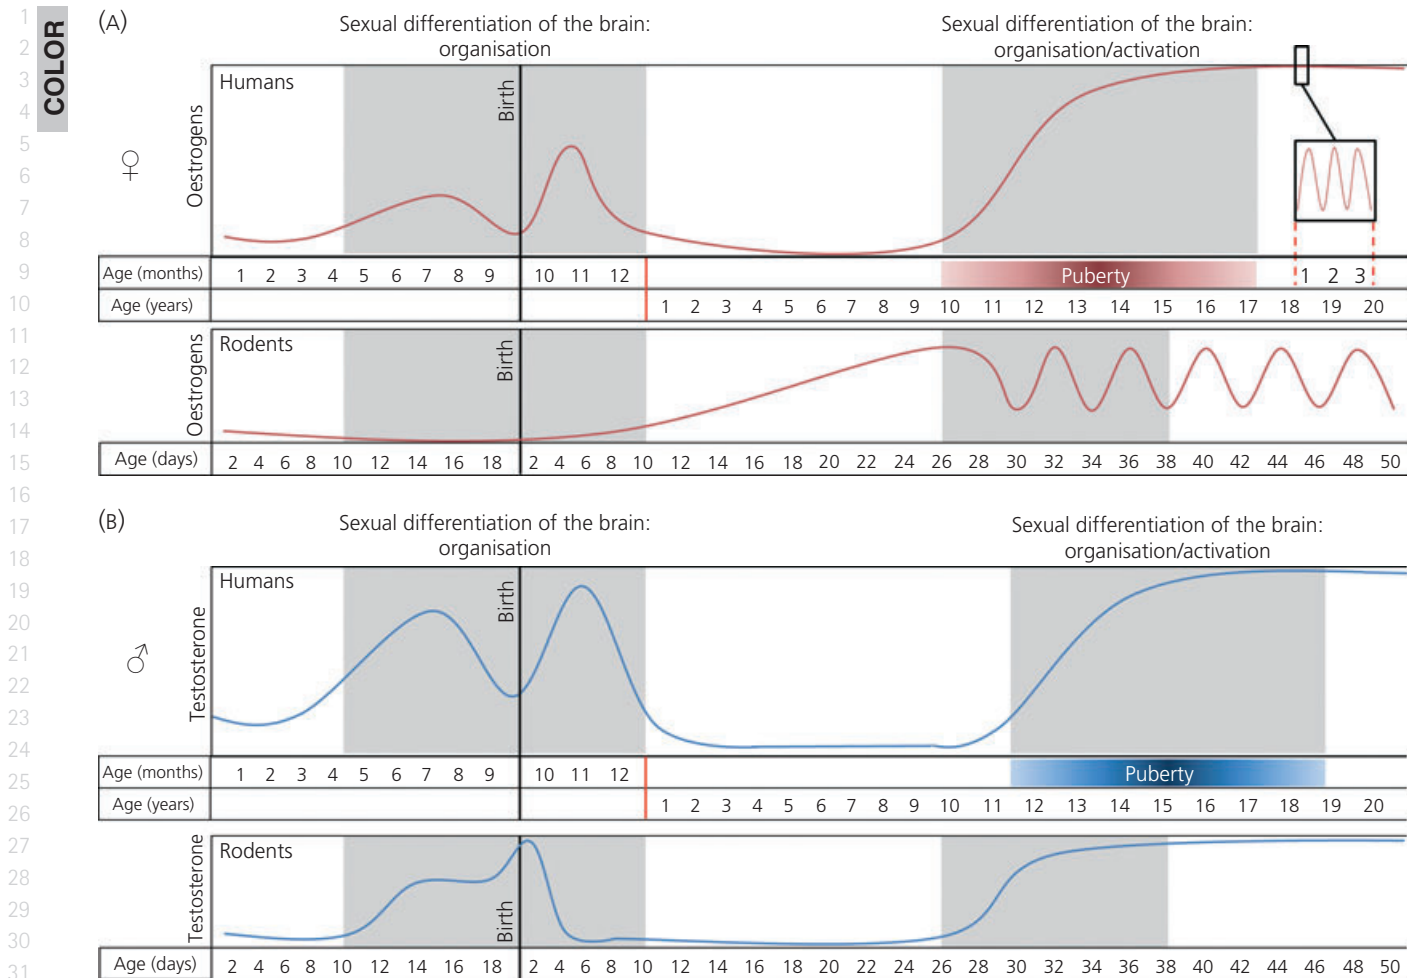 1
2
3
4
5
6
7
8
9
10
11
12
13
14
15
16
17
18
19
20
21
22
23
24
25
26
27
28
29
30
31
COLOR
(A)
Sexual differentiation of the brain:
organisation
Sexual differentiation of the brain:
organisation/activation
Humans
Birth
Oestrogens
♀
Age (months) 1 2 3 4 5 6 7 8 9 10 11 12 Puberty 1 2 3
Age (years) 1 2 3 4 5 6 7 8 9 10 11 12 13 14 15 16 17 18 19 20
Rodents
Birth
Oestrogens
Age (days) 2 4 6 8 10 12 14 16 18 2 4 6 8 10 12 14 16 18 20 22 24 26 28 30 32 34 36 38 40 42 44 46 48 50
(B)
Sexual differentiation of the brain:
organisation
Sexual differentiation of the brain:
organisation/activation
Humans
Birth
Testosterone
♂
Age (months) 1 2 3 4 5 6 7 8 9 10 11 12 Puberty
Age (years) 1 2 3 4 5 6 7 8 9 10 11 12 13 14 15 16 17 18 19 20
Rodents
Birth
Testosterone
Age (days) 2 4 6 8 10 12 14 16 18 2 4 6 8 10 12 14 16 18 20 22 24 26 28 30 32 34 36 38 40 42 44 46 48 50